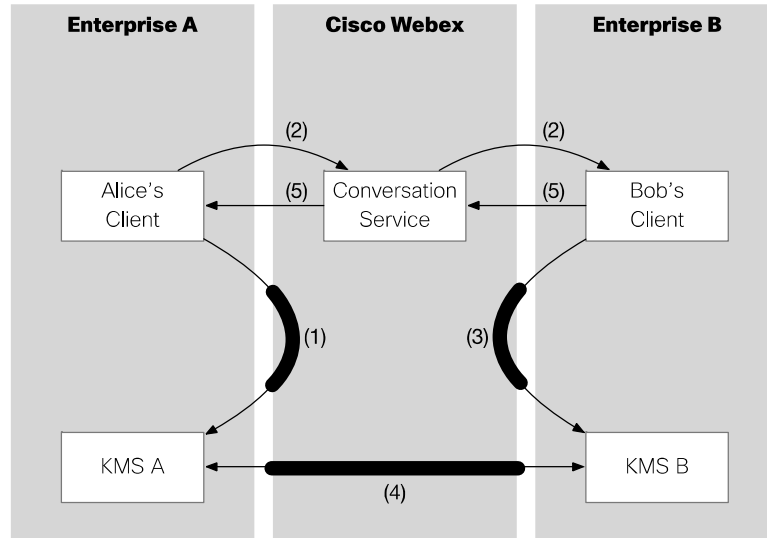 Enterprise A
Cisco Webex
Enterprise B
(2)
(2)
Alice's
Client
(5)
Conversation
Service
(5)
Bob's
Client
(1)
(3)
KMS A
(4)
KMS B